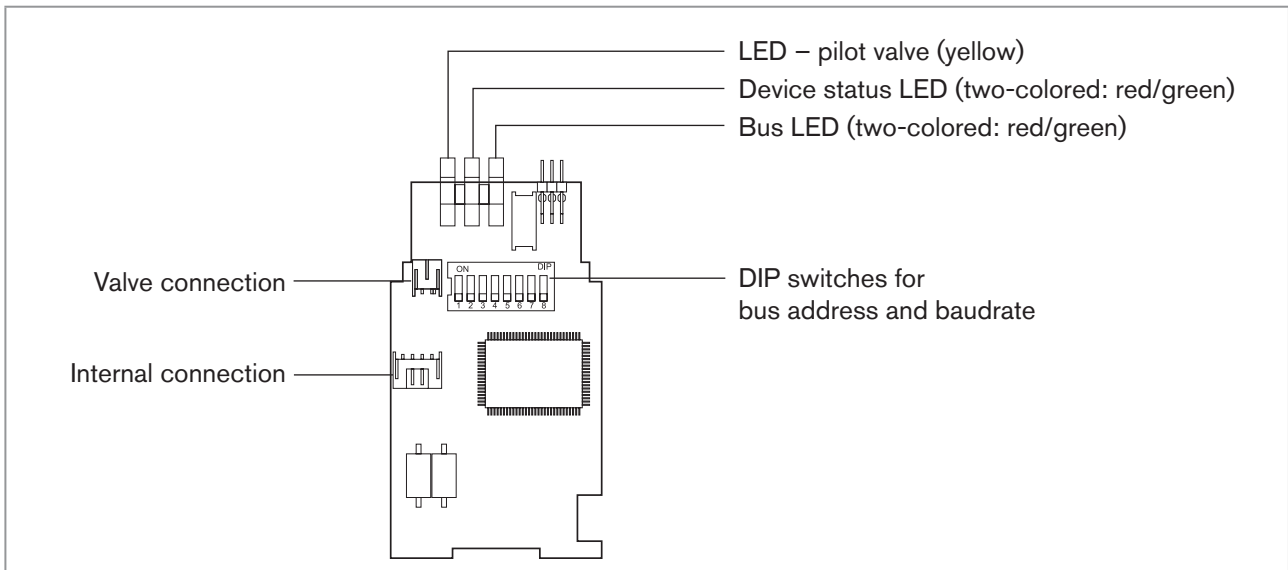 LED – pilot valve (yellow)
Device status LED (two-colored: red/green)
Bus LED (two-colored: red/green)
ON DIP
1 2 3 4 5 6 7 8
Valve connection
DIP switches for
bus address and baudrate
Internal connection